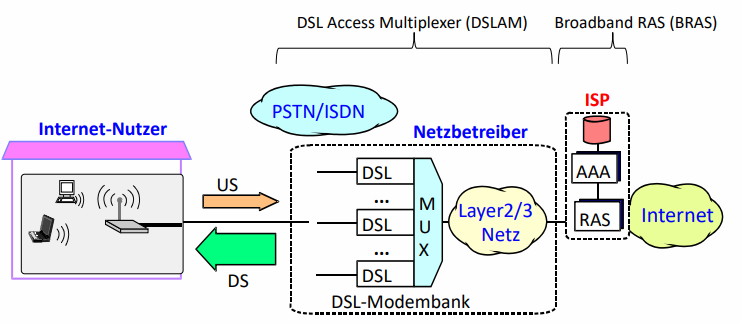 DSL Access Multiplexer (DSLAM)
Broadband RAS (BRAS)
PSTN/ISDN
ISP
Internet-Nutzer
Netzbetreiber
US
DSL
...
DSL
...
DSL
MUX
Layer2/3
Netz
AAA
RAS
Internet
DS
DSL-Modembank